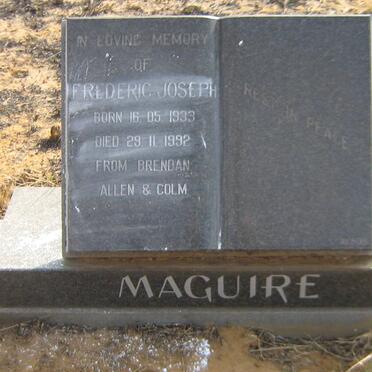 IN LOVING MEMORY
OF
FREDERIC JOSEPH
BORN 16.05.1933
DIED 29.11.1992
FROM BRENDAN
ALLEN & COLM
REST IN PEACE
MAGUIRE